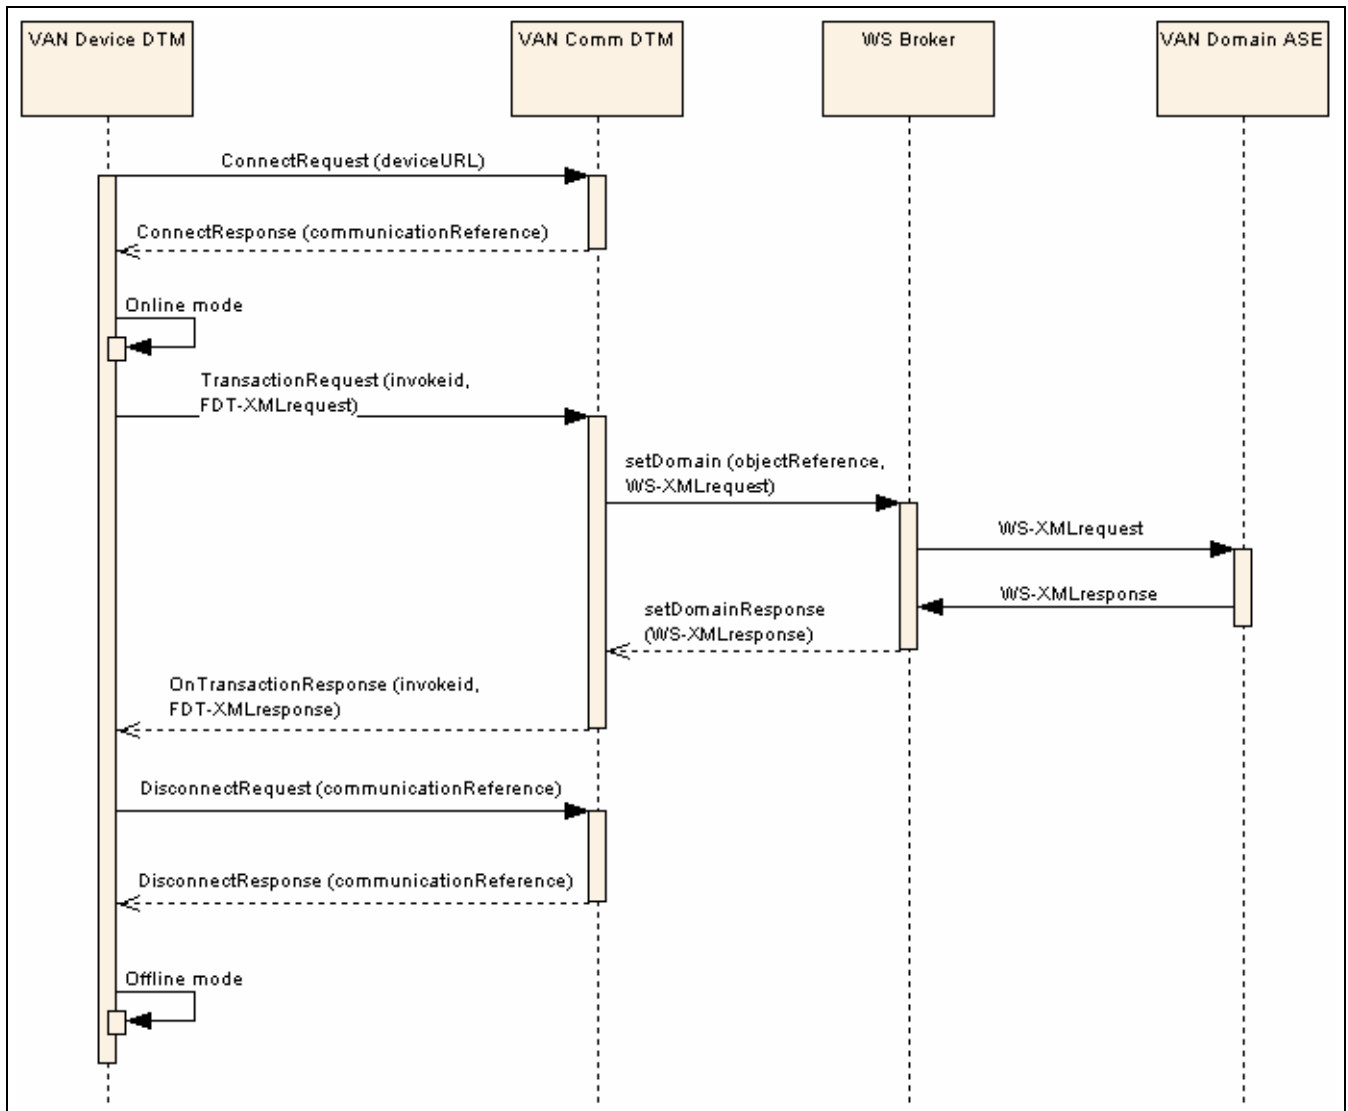 VAN Device DTM
VAN Comm DTM
WS Broker
VAN Domain ASE
ConnectRequest (deviceURL)
ConnectResponse (communicationReference)
Online mode
TransactionRequest (invokeid,
FDT-XMLrequest)
setDomain (objectReference,
WS-XMLrequest)
WS-XMLrequest
WS-XMLresponse
setDomainResponse
(WS-XMLresponse)
OnTransactionResponse (invokeid,
FDT-XMLresponse)
DisconnectRequest (communicationReference)
DisconnectResponse (communicationReference)
Offline mode